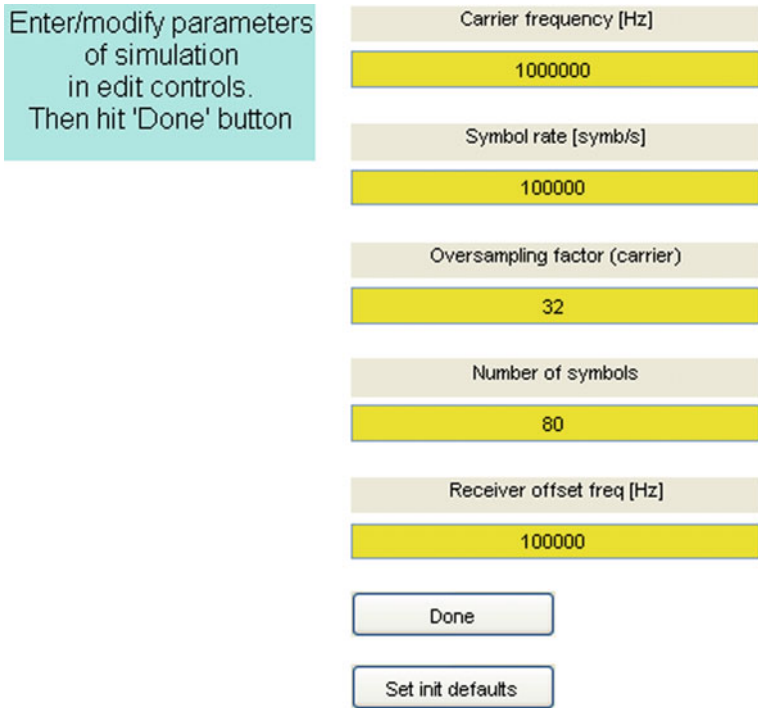 Enter/modify parameters
of simulation
in edit controls.
Then hit 'Done' button
Carrier frequency [Hz]
1000000
Symbol rate [symb/s]
100000
Oversampling factor (carrier)
32
Number of symbols
80
Receiver offset freq [Hz]
100000
Done
Set init defaults